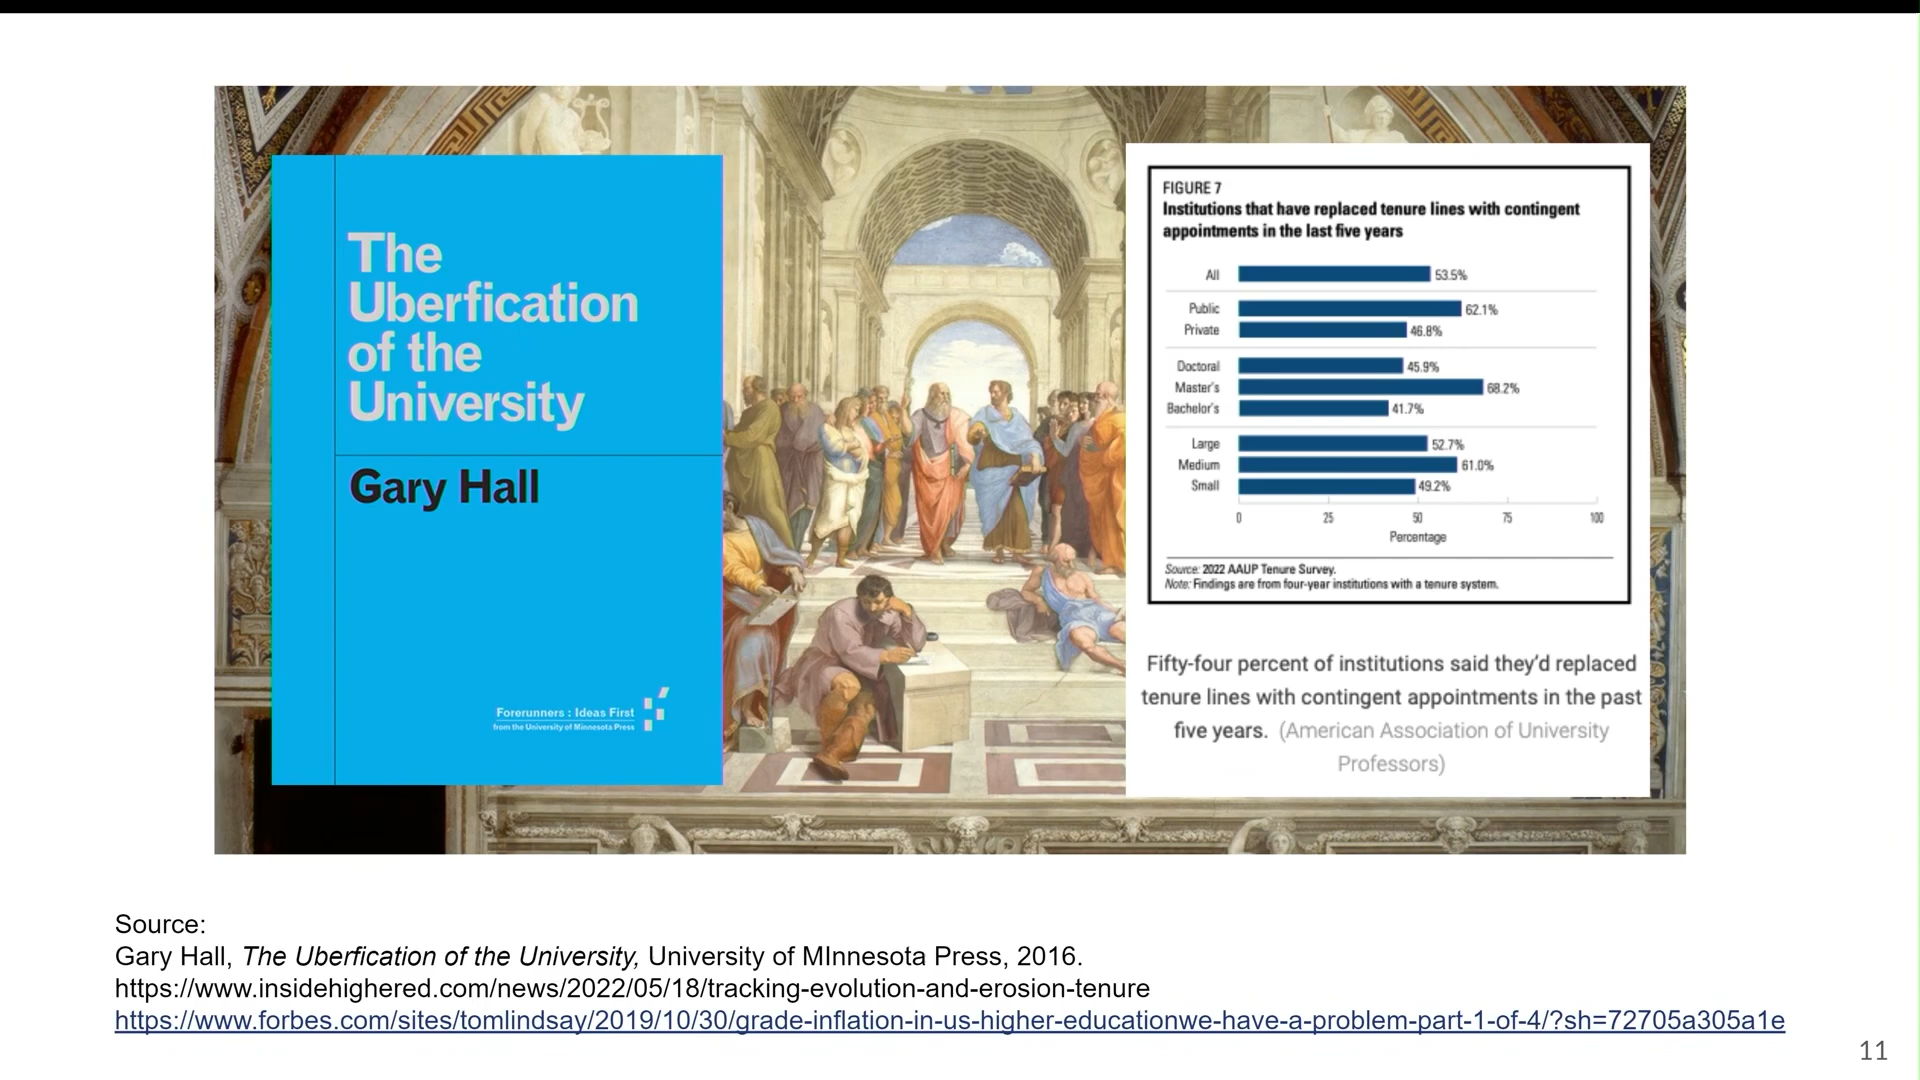 The
Uberfication
of the
University
Gary Hall
Forerunners : Ideas First
from the University of Minnesota Press
FIGURE 7
Institutions that have replaced tenure lines with contingent
appointments in the last five years
All 53.5%
Public 62.1%
Private 46.8%
Doctoral 45.9%
Master's 68.2%
Bachelor's 41.7%
Large 52.7%
Medium 61.0%
Small 49.2%
0 25 50 75 100
Percentage
Source: 2022 AAUP Tenure Survey.
Note: Findings are from four-year institutions with a tenure system.
Fifty-four percent of institutions said they'd replaced
tenure lines with contingent appointments in the past
five years. (American Association of University
Professors)
Source:
Gary Hall, The Uberfication of the University, University of MInnesota Press, 2016.
https://www.insidehighered.com/news/2022/05/18/tracking-evolution-and-erosion-tenure
https://www.forbes.com/sites/tomlindsay/2019/10/30/grade-inflation-in-us-higher-educationwe-have-a-problem-part-1-of-4/?sh=72705a305a1e
11